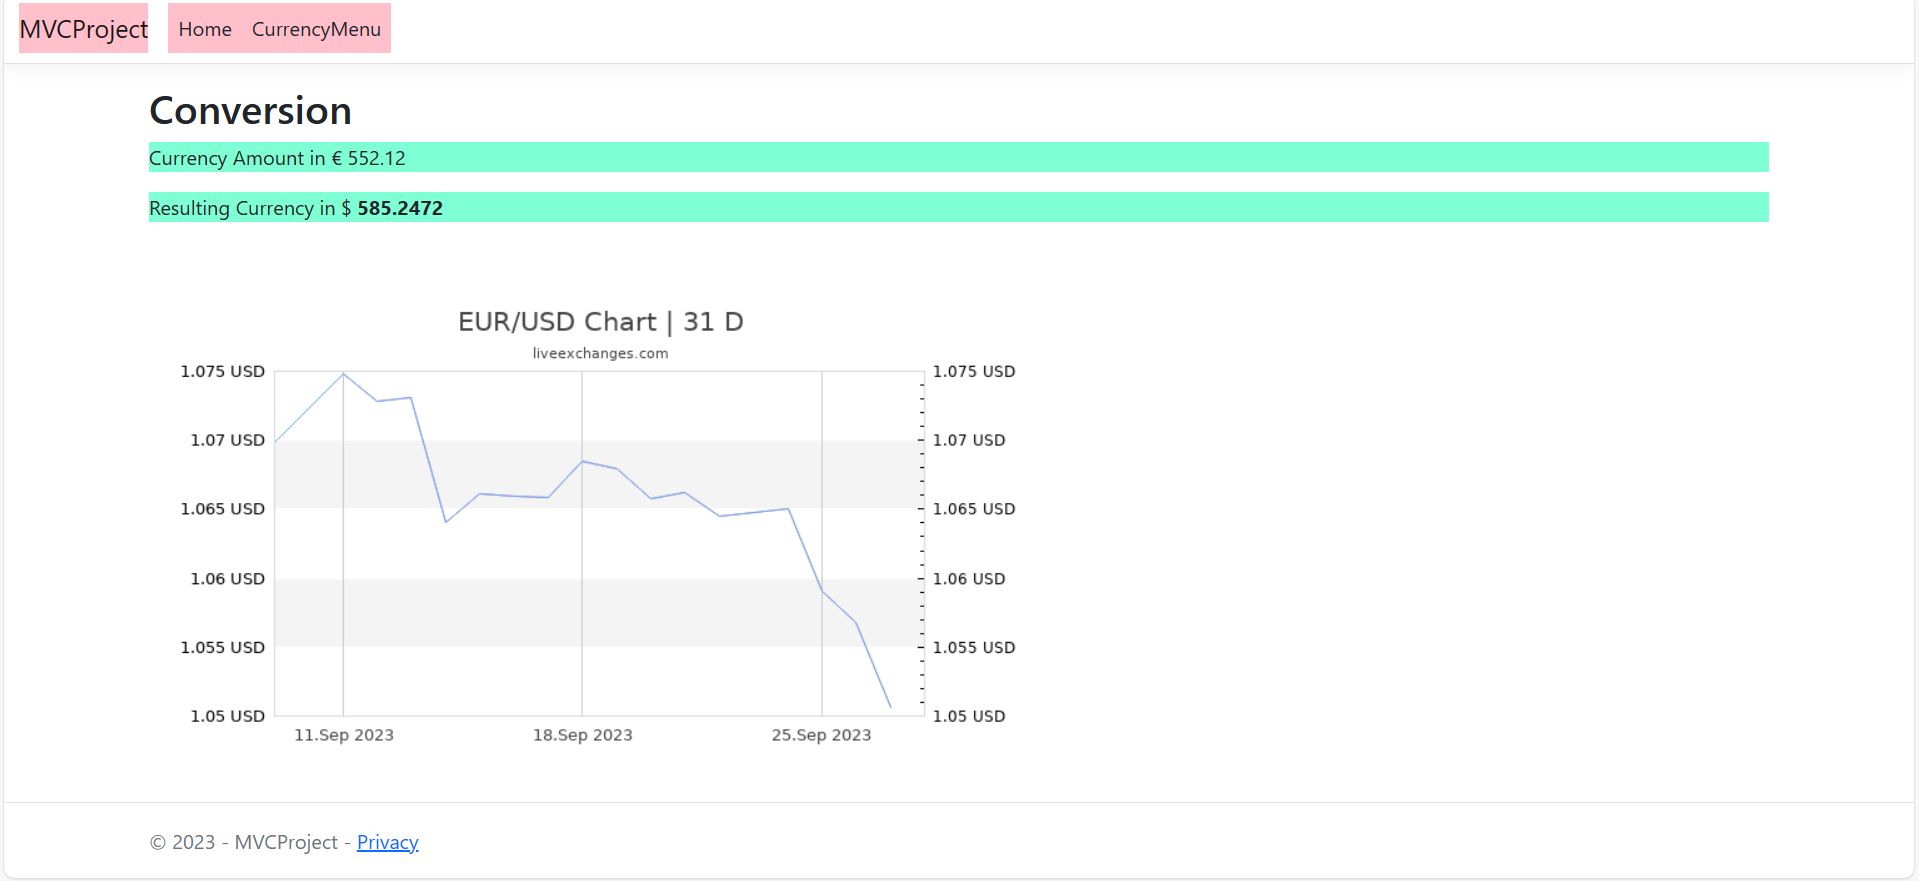 MVCProject Home CurrencyMenu
Conversion
Currency Amount in € 552.12
Resulting Currency in $ 585.2472
EUR/USD Chart | 31 D
liveexchanges.com
1.075 USD 1.075 USD
1.07 USD 1.07 USD
1.065 USD 1.065 USD
1.06 USD 1.06 USD
1.055 USD 1.055 USD
1.05 USD 1.05 USD
11.Sep 2023 18.Sep 2023 25.Sep 2023
© 2023 - MVCProject - Privacy